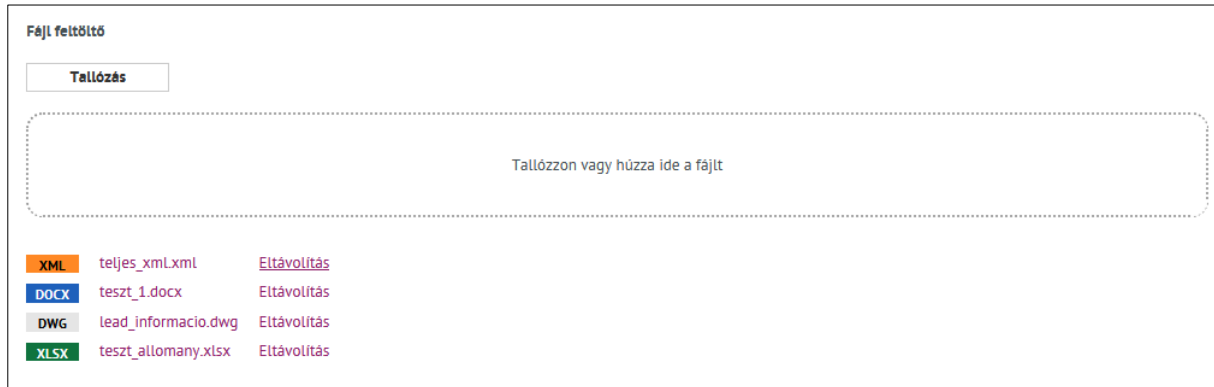 Fájl feltöltő
Tallózás
Tallózzon vagy húzza ide a fájlt
XML teljes_xml.xml Eltávolítás
DOCX teszt_1.docx Eltávolítás
DWG lead_informacio.dwg Eltávolítás
XLSX teszt_allomany.xlsx Eltávolítás